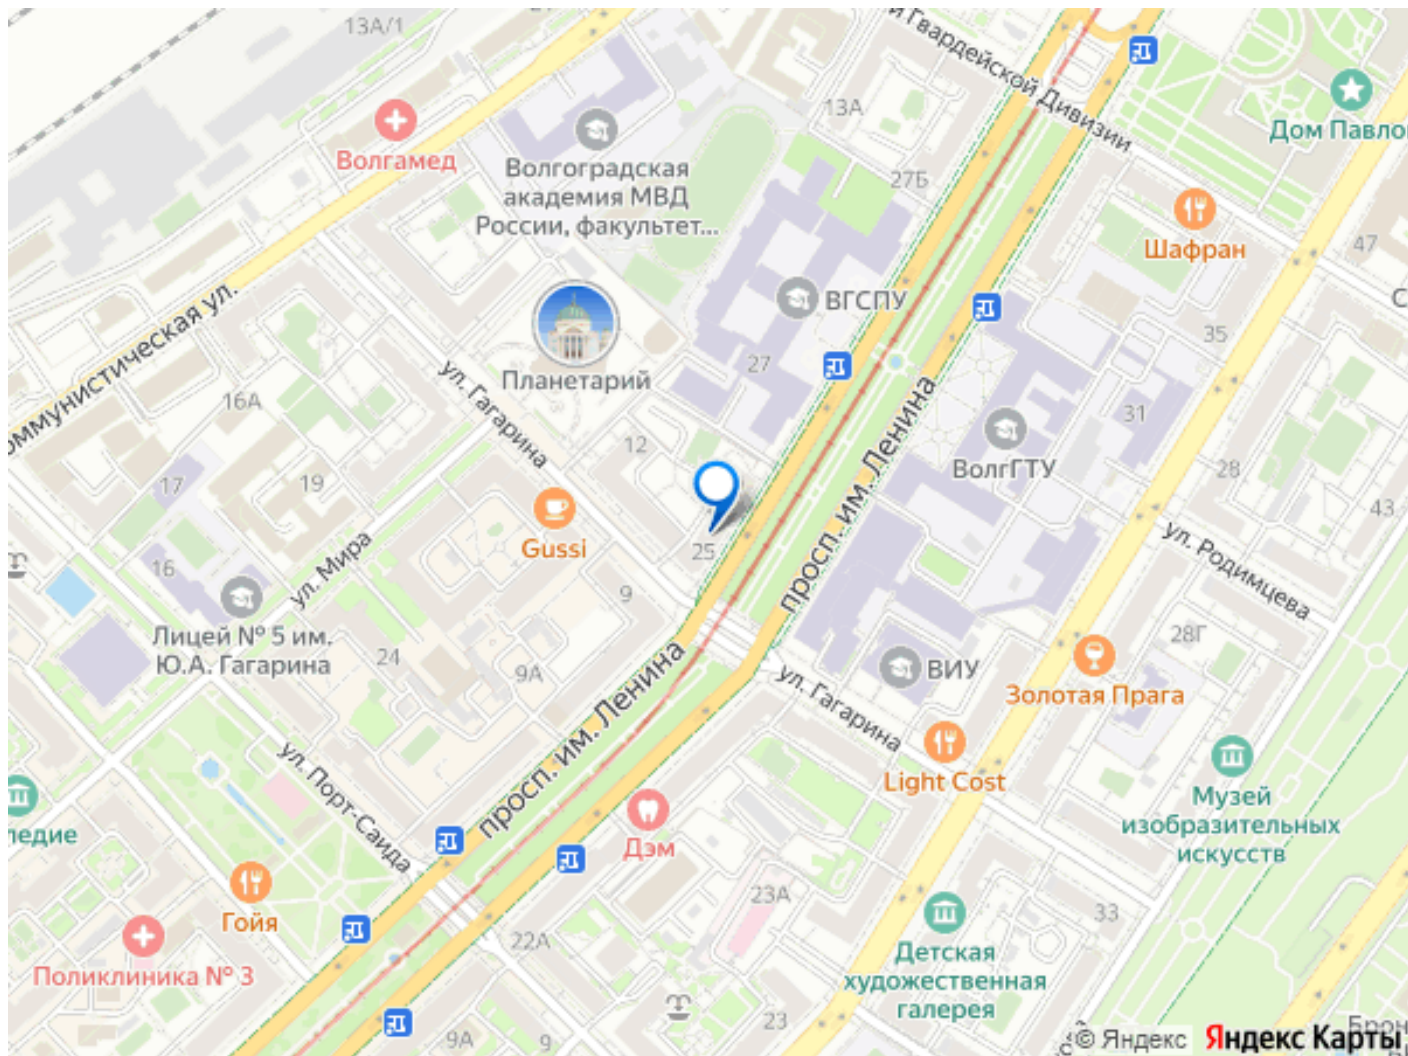 13А/1
й Гвардейской Дивизии
13А
Дом Павло
Волгамед
Волгоградская
академия МВД
России, факультет...
27Б
Шафран
47
С
Коммунистическая ул.
ВГСПУ
35
Планетарий
27
ул. Гагарина
16А
просп. им. Ленина
31
12
ВолгГТУ
28
17
19
43
Gussi
25
ул. Мира
ул. Родимцева
16
9
Лицей № 5 им.
Ю.А. Гагарина
28Г
24
9А
просп. им. Ленина
ВИУ
ул. Гагарина
Золотая Прага
Light Cost
ул. Порт-Саида
Музей
изобразительных
искусств
ледие
Дэм
23А
Гойя
33
22А
Детская
художественная
галерея
Поликлиника № 3
23
9А
9
Брон
© Яндекс
Яндекс Карты